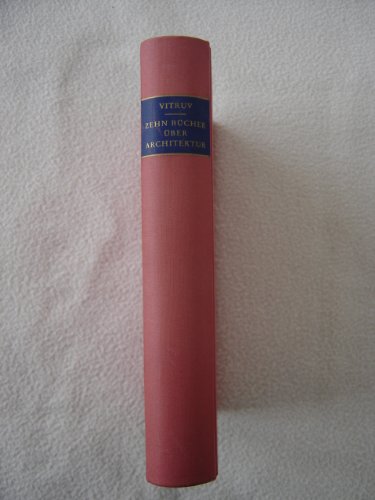 VITRUV
ZEHN BÜCHER
ÜBER
ARCHITEKTUR